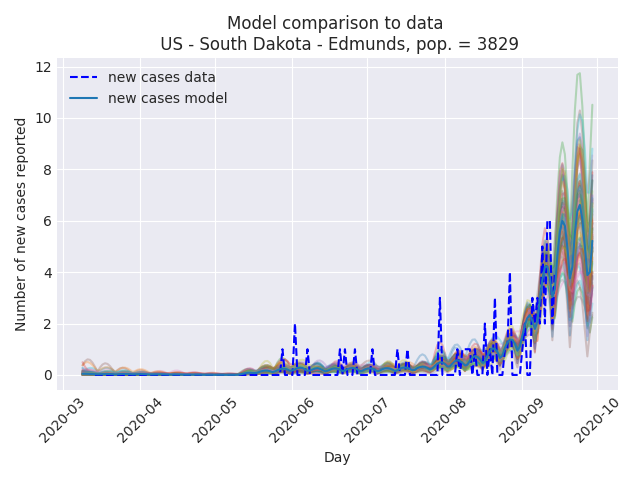 Model comparison to data
US - South Dakota - Edmunds, pop. = 3829
new cases data
new cases model
Number of new cases reported
12
10
8
6
4
2
0
2020-03
2020-04
2020-05
2020-06
2020-07
2020-08
2020-09
2020-10
Day